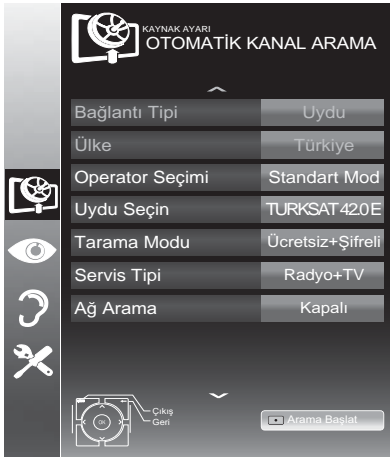 KAYNAK AYARI
OTOMATİK KANAL ARAMA
Bağlantı Tipi Uydu
Ülke Türkiye
Operator Seçimi Standart Mod
Uydu Seçin TURKSAT 42.0 E
Tarama Modu Ücretsiz+Şifreli
Servis Tipi Radyo+TV
Ağ Arama Kapalı
OK
Çıkış
Geri
Arama Başlat